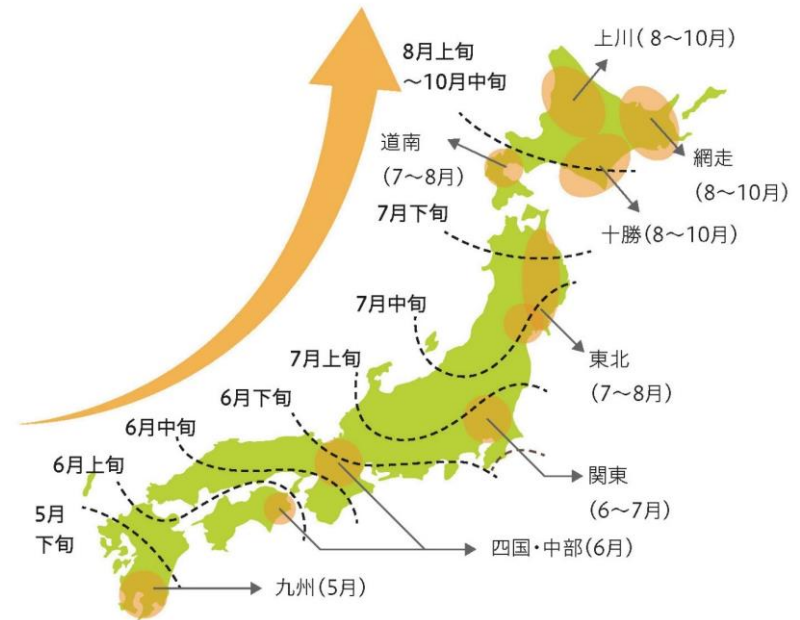 8月上旬
～10月中旬
上川( 8～10月)
道南
(7～8月)
網走
(8～10月)
十勝(8～10月)
7月下旬
7月中旬
東北
(7～8月)
7月上旬
6月下旬
6月中旬
6月上旬
関東
(6～7月)
5月
下旬
四国・中部(6月)
九州(5月)